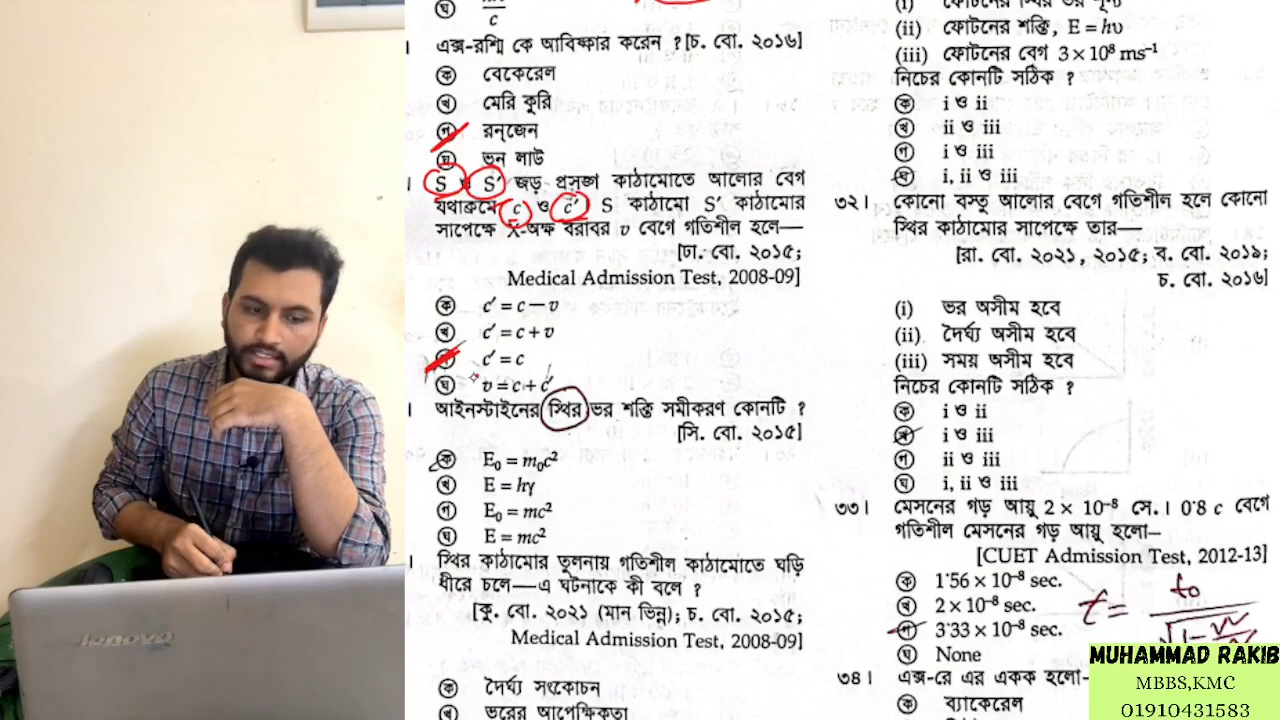 ঘ c
। এক্স-রশ্মি কে আবিষ্কার করেন ? [চ. বো. ২০১৬]
ক বেকেরেল
খ মেরি কুরি
গ রন্‌জেন
ঘ ভন লাউ
। S ও S′ জড় প্রসঙ্গ কাঠামোতে আলোর বেগ
যথাক্রমে c ও c′ S কাঠামো S′ কাঠামোর
সাপেক্ষে X-অক্ষ বরাবর υ বেগে গতিশীল হলে—
[ঢা. বো. ২০১৫;
Medical Admission Test, 2008-09]
ক c′ = c – υ
খ c′ = c + υ
c′ = c
ঘ υ = c + c′
। আইনস্টাইনের স্থির ভর শক্তি সমীকরণ কোনটি ?
[সি. বো. ২০১৫]
ক E₀ = m₀c²
খ E = hγ
গ E₀ = mc²
ঘ E = mc²
। স্থির কাঠামোর তুলনায় গতিশীল কাঠামোতে ঘড়ি
ধীরে চলে—এ ঘটনাকে কী বলে ?
[কু. বো. ২০২১ (মান ভিন্ন); চ. বো. ২০১৫;
Medical Admission Test, 2008-09]
ক দৈর্ঘ্য সংকোচন
খ ভরের আপেক্ষিকতা
(i) ফোটনের স্থির ভর শূন্য
(ii) ফোটনের শক্তি, E = hυ
(iii) ফোটনের বেগ 3 × 10⁸ ms⁻¹
নিচের কোনটি সঠিক ?
ক i ও ii
খ ii ও iii
গ i ও iii
ঘ i, ii ও iii
৩২। কোনো বস্তু আলোর বেগে গতিশীল হলে কোনো
স্থির কাঠামোর সাপেক্ষে তার—
[রা. বো. ২০২১, ২০১৫; ব. বো. ২০১৯;
চ. বো. ২০১৬]
(i) ভর অসীম হবে
(ii) দৈর্ঘ্য অসীম হবে
(iii) সময় অসীম হবে
নিচের কোনটি সঠিক ?
ক i ও ii
খ i ও iii
গ ii ও iii
ঘ i, ii ও iii
৩৩। মেসনের গড় আয়ু 2 × 10⁻⁸ সে.। 0·8 c বেগে
গতিশীল মেসনের গড় আয়ু হলো–
[CUET Admission Test, 2012-13]
ক 1·56 × 10⁻⁸ sec.
খ 2 × 10⁻⁸ sec.
গ 3·33 × 10⁻⁸ sec.
ঘ None
t = t₀
৩৪। এক্স-রে এর একক হলো-
ক ব্যাকেরেল
lenovo
MUHAMMAD RAKIB
MBBS,KMC
01910431583